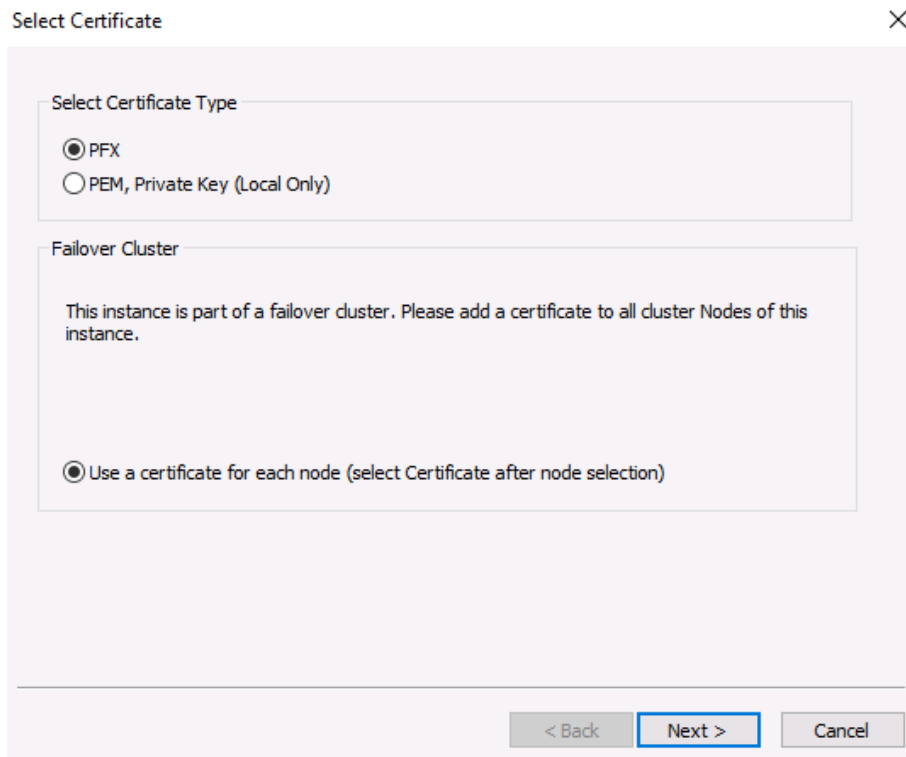 Select Certificate
Select Certificate Type
PFX
PEM, Private Key (Local Only)
Failover Cluster
This instance is part of a failover cluster. Please add a certificate to all cluster Nodes of this
instance.
Use a certificate for each node (select Certificate after node selection)
< Back
Next >
Cancel